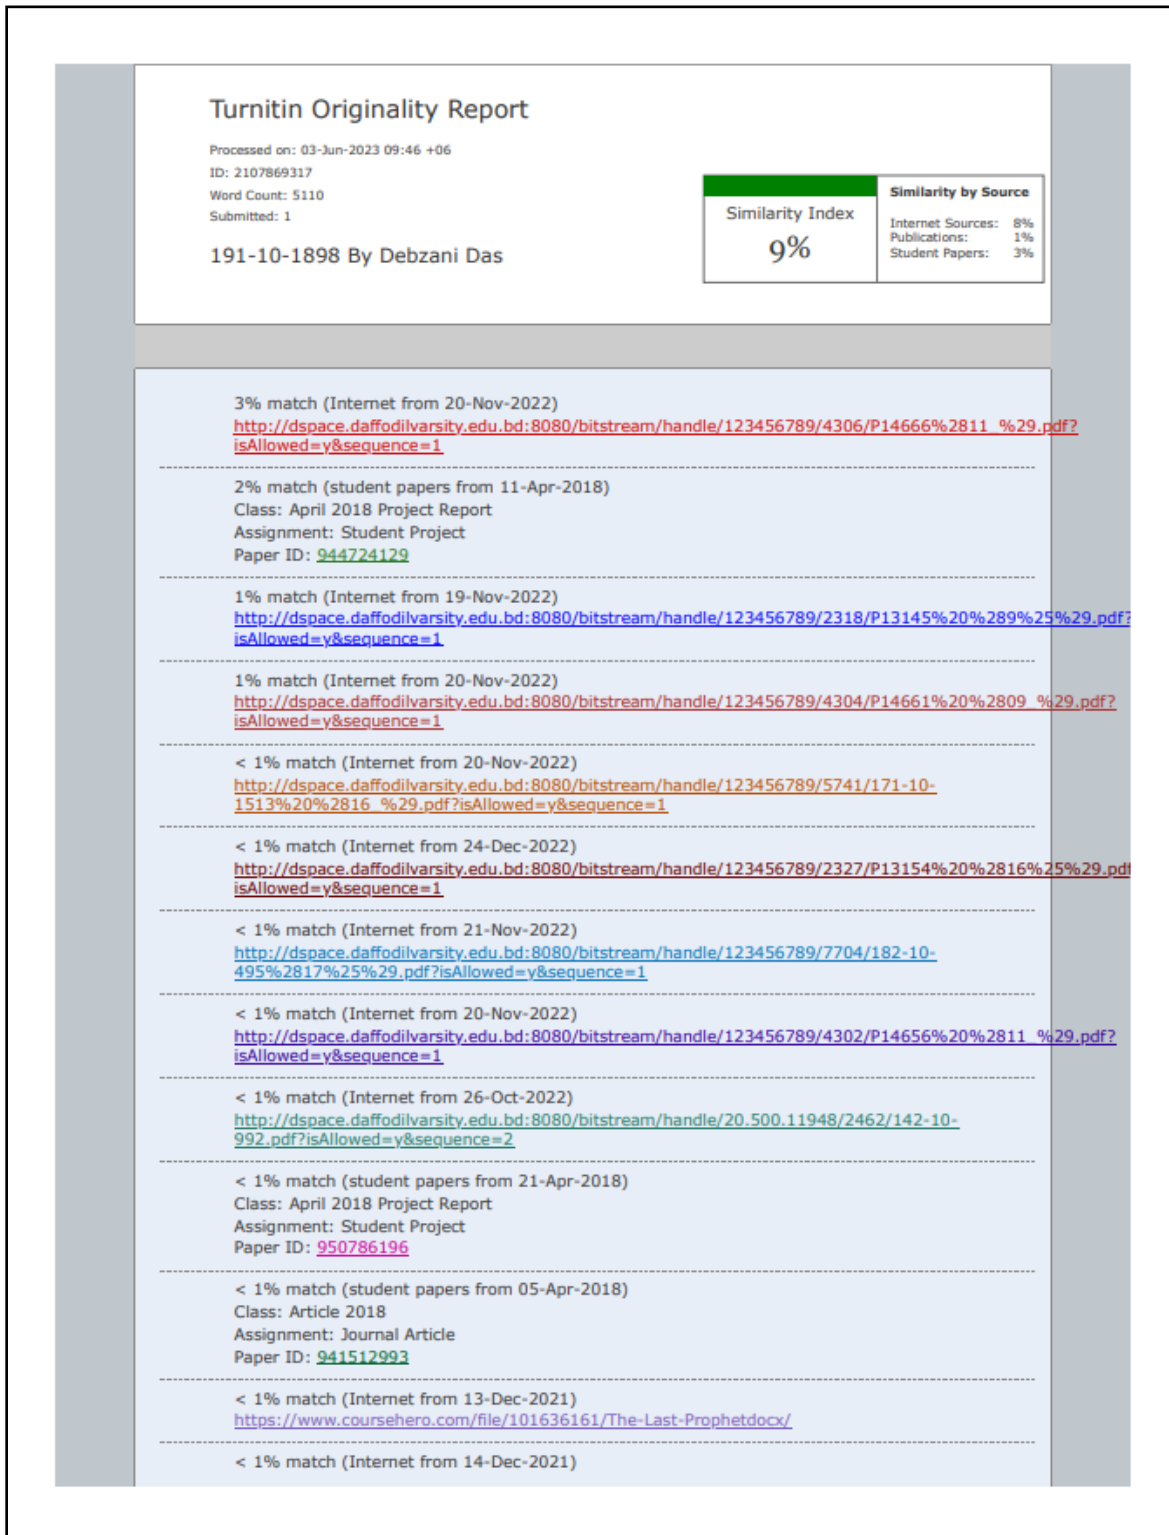 Turnitin Originality Report
Processed on: 03-Jun-2023 09:46 +06
ID: 2107869317
Word Count: 5110
Submitted: 1
191-10-1898 By Debzani Das
Similarity Index
9%
Similarity by Source
Internet Sources: 8%
Publications: 1%
Student Papers: 3%
3% match (Internet from 20-Nov-2022)
http://dspace.daffodilvarsity.edu.bd:8080/bitstream/handle/123456789/4306/P14666%2811_%29.pdf?
isAllowed=y&sequence=1
2% match (student papers from 11-Apr-2018)
Class: April 2018 Project Report
Assignment: Student Project
Paper ID: 944724129
1% match (Internet from 19-Nov-2022)
http://dspace.daffodilvarsity.edu.bd:8080/bitstream/handle/123456789/2318/P13145%20%289%25%29.pdf?
isAllowed=y&sequence=1
1% match (Internet from 20-Nov-2022)
http://dspace.daffodilvarsity.edu.bd:8080/bitstream/handle/123456789/4304/P14661%20%2809_%29.pdf?
isAllowed=y&sequence=1
< 1% match (Internet from 20-Nov-2022)
http://dspace.daffodilvarsity.edu.bd:8080/bitstream/handle/123456789/5741/171-10-
1513%20%2816_%29.pdf?isAllowed=y&sequence=1
< 1% match (Internet from 24-Dec-2022)
http://dspace.daffodilvarsity.edu.bd:8080/bitstream/handle/123456789/2327/P13154%20%2816%25%29.pdf
isAllowed=y&sequence=1
< 1% match (Internet from 21-Nov-2022)
http://dspace.daffodilvarsity.edu.bd:8080/bitstream/handle/123456789/7704/182-10-
495%2817%25%29.pdf?isAllowed=y&sequence=1
< 1% match (Internet from 20-Nov-2022)
http://dspace.daffodilvarsity.edu.bd:8080/bitstream/handle/123456789/4302/P14656%20%2811_%29.pdf?
isAllowed=y&sequence=1
< 1% match (Internet from 26-Oct-2022)
http://dspace.daffodilvarsity.edu.bd:8080/bitstream/handle/20.500.11948/2462/142-10-
992.pdf?isAllowed=y&sequence=2
< 1% match (student papers from 21-Apr-2018)
Class: April 2018 Project Report
Assignment: Student Project
Paper ID: 950786196
< 1% match (student papers from 05-Apr-2018)
Class: Article 2018
Assignment: Journal Article
Paper ID: 941512993
< 1% match (Internet from 13-Dec-2021)
https://www.coursehero.com/file/101636161/The-Last-Prophetdocx/
< 1% match (Internet from 14-Dec-2021)